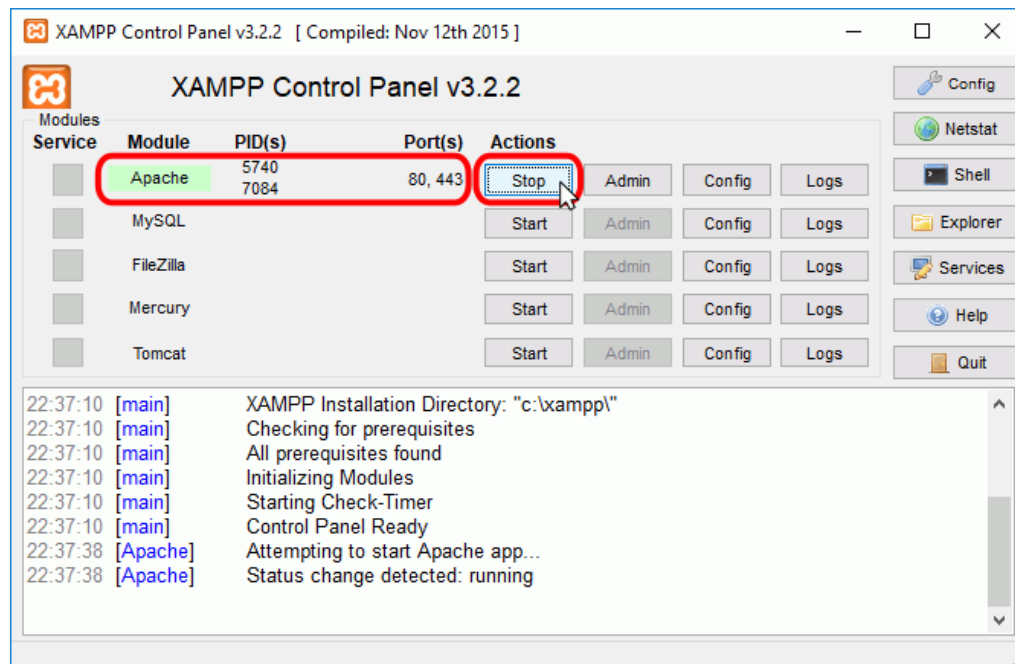 XAMPP Control Panel v3.2.2 [ Compiled: Nov 12th 2015 ]
XAMPP Control Panel v3.2.2
Config
Modules
Netstat
Service Module PID(s) Port(s) Actions
Apache 5740 7084 80, 443 Stop Admin Config Logs
Shell
MySQL Start Admin Config Logs
Explorer
FileZilla Start Admin Config Logs
Services
Mercury Start Admin Config Logs
Help
Tomcat Start Admin Config Logs
Quit
22:37:10 [main] XAMPP Installation Directory: "c:\xampp\"
22:37:10 [main] Checking for prerequisites
22:37:10 [main] All prerequisites found
22:37:10 [main] Initializing Modules
22:37:10 [main] Starting Check-Timer
22:37:10 [main] Control Panel Ready
22:37:38 [Apache] Attempting to start Apache app...
22:37:38 [Apache] Status change detected: running